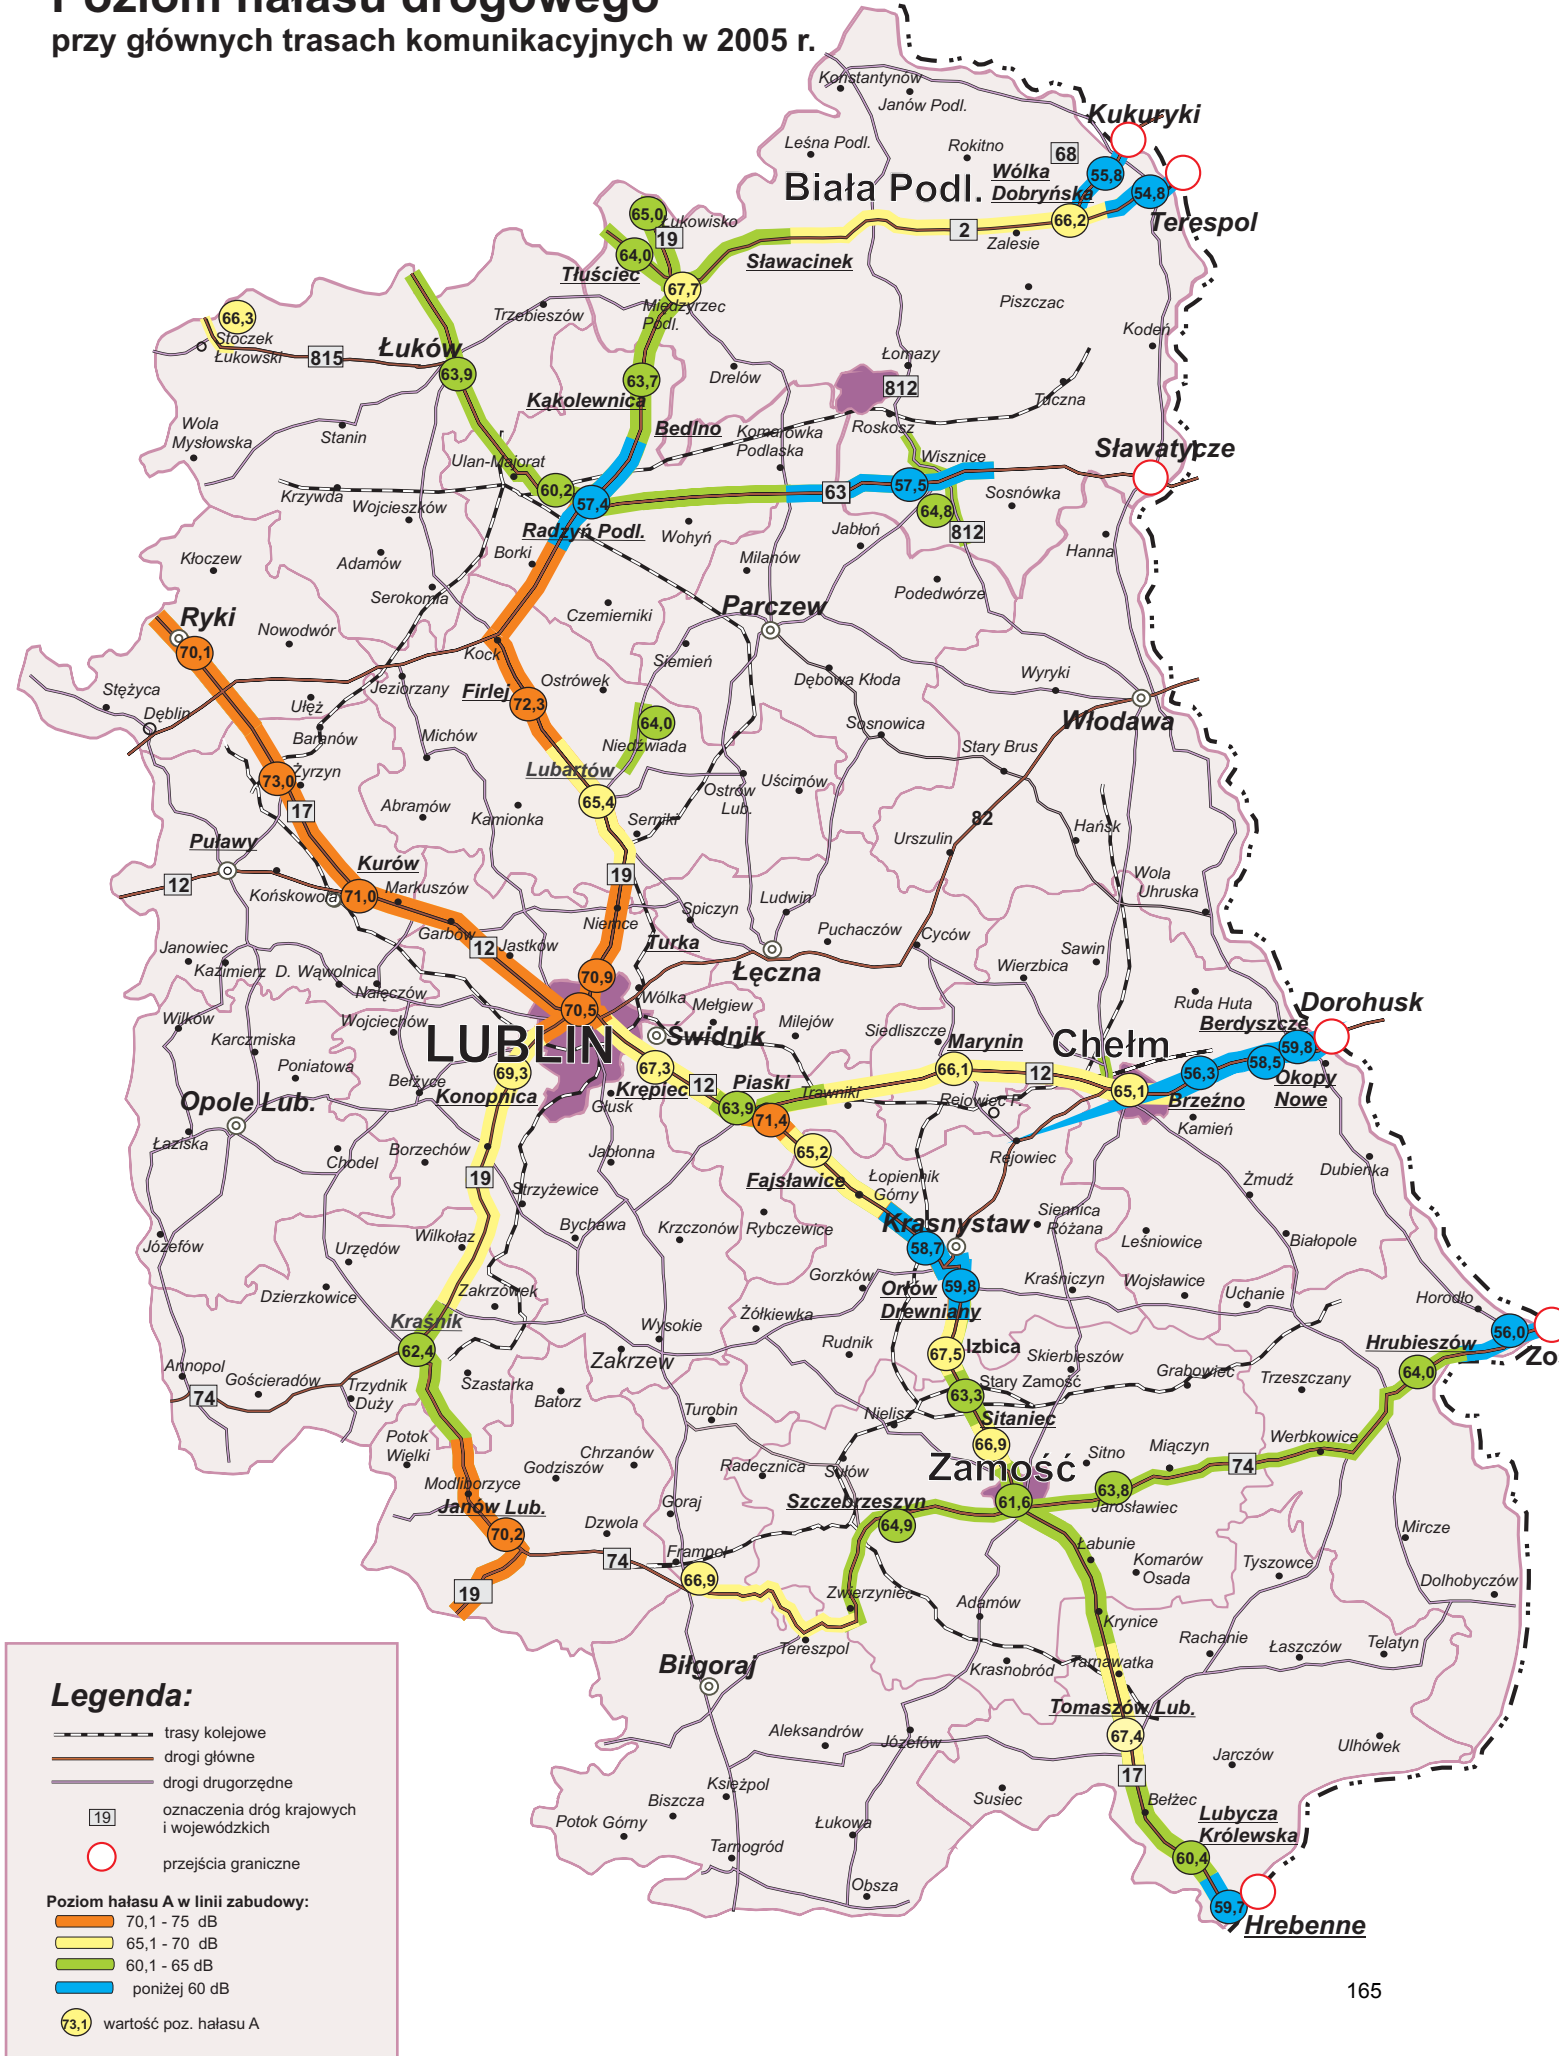 Poziom hałasu drogowego
przy głównych trasach komunikacyjnych w 2005 r.
Konstantynów
Janów Podl.
Kukuryki
Leśna Podl.
Rokitno
68
Wólka
Dobryńska
55,8
54,8
Biała Podl.
66,2
Terespol
65,0
Łukowisko
19
64,0
Tłuściec
67,7
Międzyrzec
Podl.
Sławacinek
2
Zalesie
Piszczac
Kodeń
66,3
Stoczek
Łukowski
815
Łuków
63,9
Trzebieszów
63,7
Kąkolewnica
Drelów
Łomazy
812
Tuczna
Wola
Mysłowska
Stanin
Bedlno
Komarówka
Podlaska
Roskosz
Ulan-Majorat
Wisznice
Sławatycze
60,2
57,4
63
57,5
64,8
812
Sosnówka
Krzywda
Wojcieszków
Radzyń Podl.
Wohyń
Jabłoń
Hanna
Kłoczew
Adamów
Borki
Milanów
Podedwórze
Serokomla
Czemierniki
Parczew
Ryki
70,1
Nowodwór
Kock
Siemień
Stężyca
Jeziorzany
Firlej
72,3
Ostrówek
Dębowa Kłoda
Wyryki
Dęblin
Ułęż
Baranów
Michów
64,0
Niedźwiada
Sosnowica
Włodawa
Stary Brus
73,0
Żyrzyn
17
Lubartów
65,4
Ostrów
Lub.
Uścimów
Abramów
Kamionka
Serniki
82
Urszulin
Hańsk
Puławy
Kurów
12
Końskowola
71,0
Markuszów
19
Wola
Uhruska
Garbów
12
Jastków
Niemce
Spiczyn
Ludwin
Puchaczów
Cyców
Turka
Janowiec
Kazimierz D.
Wąwolnica
Nałęczów
70,9
Łęczna
Wierzbica
Sawin
Wilków
Wojciechów
70,5
Wólka
Mełgiew
Ruda Huta
Dorohusk
Karczmiska
LUBLIN
Świdnik
Milejów
Siedliszcze
Marynin
Chełm
Berdyszcze
59,8
Poniatowa
Bełżyce
69,3
Konopnica
67,3
Krępiec
12
Piaski
66,1
12
65,1
56,3
58,5
Okopy
Nowe
Opole Lub.
Głusk
63,9
71,4
Trawniki
Rejowiec F.
Brzeźno
Kamień
Łaziska
Chodel
Borzechów
Jabłonna
65,2
Fajsławice
Rejowiec
Dubienka
19
Strzyżewice
Łopiennik
Górny
Żmudź
Józefów
Urzędów
Wilkołaz
Bychawa
Krzczonów
Rybczewice
Krasnystaw
58,7
Siennica
Różana
Leśniowice
Białopole
Dzierzkowice
Zakrzówek
Gorzków
Orłów
Drewniany
59,8
Kraśniczyn
Wojsławice
Uchanie
Horodło
Kraśnik
62,4
Wysokie
Żółkiewka
Rudnik
67,5
Izbica
56,0
Hrubieszów
Zo
Annopol
Gościeradów
74
Trzydnik
Duży
Szastarka
Zakrzew
Batorz
63,3
Stary Zamość
Skierbieszów
Grabowiec
Trzeszczany
64,0
Turobin
Nielisz
Sitaniec
66,9
Potok
Wielki
Chrzanów
Godziszów
Radecznica
Sułów
Zamość
Sitno
Miączyn
Werbkowice
74
Modliborzyce
Janów Lub.
Goraj
Szczebrzeszyn
64,9
61,6
63,8
Jarosławiec
70,2
Dzwola
74
Frampol
66,9
Łabunie
Komarów
Osada
Mircze
Tyszowce
19
Zwierzyniec
Adamów
Krynice
Dolhobyczów
Tereszpol
Rachanie
Łaszczów
Telatyn
Biłgoraj
Krasnobród
Tarnawatka
Tomaszów Lub.
67,4
Aleksandrów
Józefów
Jarczów
Ulhówek
17
Księżpol
Biszcza
Susiec
Bełżec
Potok Górny
Łukowa
Lubycza
Królewska
60,4
Tarnogród
Obsza
59,7
Hrebenne
Legenda:
trasy kolejowe
drogi główne
drogi drugorzędne
19
oznaczenia dróg krajowych
i wojewódzkich
przejścia graniczne
Poziom hałasu A w linii zabudowy:
70,1 - 75 dB
65,1 - 70 dB
60,1 - 65 dB
poniżej 60 dB
73,1
wartość poz. hałasu A
165